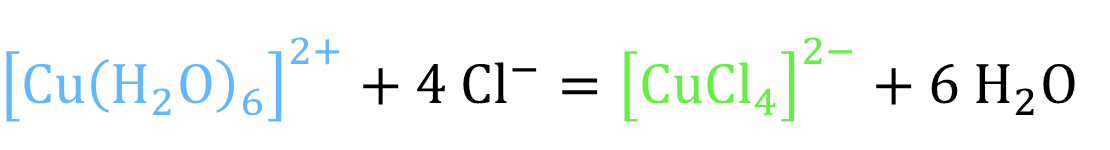 [Cu(H₂O)₆]²⁺ + 4 Cl⁻ = [CuCl₄]²⁻ + 6 H₂O